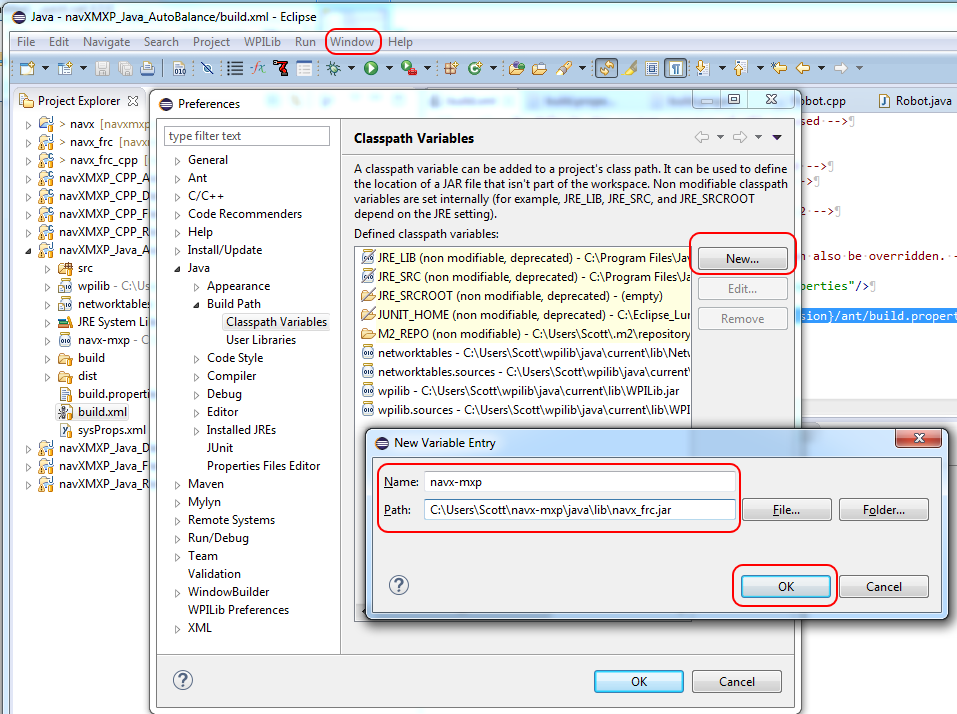 Java - navXMXP_Java_AutoBalance/build.xml - Eclipse
File Edit Navigate Search Project WPILib Run Window Help
Project Explorer
Robot.cpp
Robot.java
> navx [navxmx
> navx_frc [navx
> navx_frc_cpp [
navXMXP_CPP_A
navXMXP_CPP_D
navXMXP_CPP_F
navXMXP_CPP_R
navXMXP_Java_A
src
wpilib - C:\U
networktables
JRE System Li
navx-mxp - C
build
dist
build.properti
build.xml
sysProps.xml
navXMXP_Java_D
navXMXP_Java_F
navXMXP_Java_R
Preferences
type filter text
General
Ant
C/C++
Code Recommenders
Help
Install/Update
Java
Appearance
Build Path
Classpath Variables
User Libraries
Code Style
Compiler
Debug
Editor
Installed JREs
JUnit
Properties Files Editor
Maven
Mylyn
Remote Systems
Run/Debug
Team
Validation
WindowBuilder
WPILib Preferences
XML
Classpath Variables
A classpath variable can be added to a project's class path. It can be used to define
the location of a JAR file that isn't part of the workspace. Non modifiable classpath
variables are set internally (for example, JRE_LIB, JRE_SRC, and JRE_SRCROOT
depend on the JRE setting).
Defined classpath variables:
JRE_LIB (non modifiable, deprecated) - C:\Program Files\Jav
JRE_SRC (non modifiable, deprecated) - C:\Program Files\Ja
JRE_SRCROOT (non modifiable, deprecated) - (empty)
JUNIT_HOME (non modifiable, deprecated) - C:\Eclipse_Lur
M2_REPO (non modifiable) - C:\Users\Scott\.m2\repository
networktables - C:\Users\Scott\wpilib\java\current\lib\Net
networktables.sources - C:\Users\Scott\wpilib\java\current
wpilib - C:\Users\Scott\wpilib\java\current\lib\WPILib.jar
wpilib.sources - C:\Users\Scott\wpilib\java\current\lib\WPI
New...
Edit...
Remove
sed -->¶
-->¶
>¶
2 -->¶
n also be overridden. -
perties"/>¶
sion}/ant/build.propert
New Variable Entry
Name: navx-mxp
Path: C:\Users\Scott\navx-mxp\java\lib\navx_frc.jar
File... Folder...
OK Cancel
OK Cancel